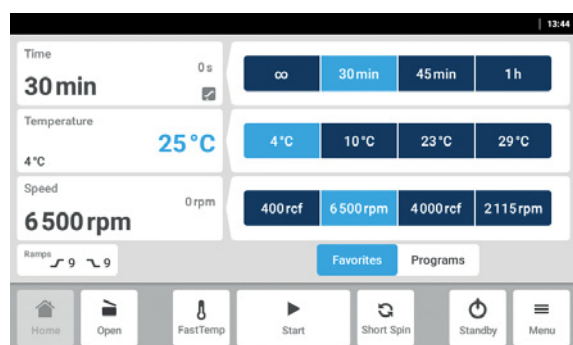 13:44
Time
0 s
30 min
∞ 30 min 45 min 1 h
Temperature
25 °C
4 °C
4 °C 10 °C 23 °C 29 °C
Speed
0 rpm
6 500 rpm
400 rcf 6 500 rpm 4 000 rcf 2 115 rpm
Ramps 9 9
Favorites Programs
Home Open FastTemp Start Short Spin Standby Menu